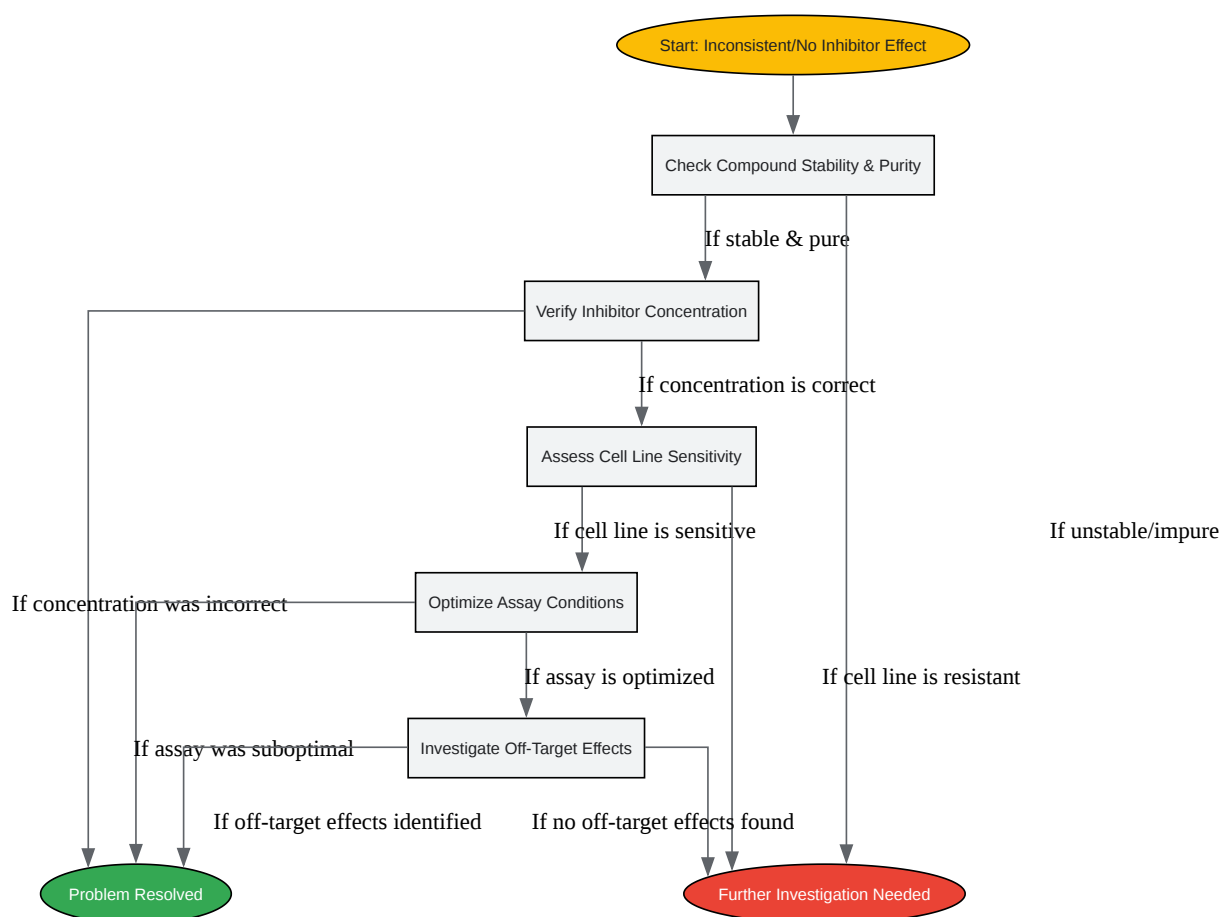 Start: Inconsistent/No Inhibitor Effect
Check Compound Stability & Purity
If stable & pure
Verify Inhibitor Concentration
If concentration is correct
Assess Cell Line Sensitivity
If cell line is sensitive
If unstable/impure
Optimize Assay Conditions
If concentration was incorrect
If assay is optimized
If cell line is resistant
Investigate Off-Target Effects
If assay was suboptimal
If off-target effects identified
If no off-target effects found
Problem Resolved
Further Investigation Needed